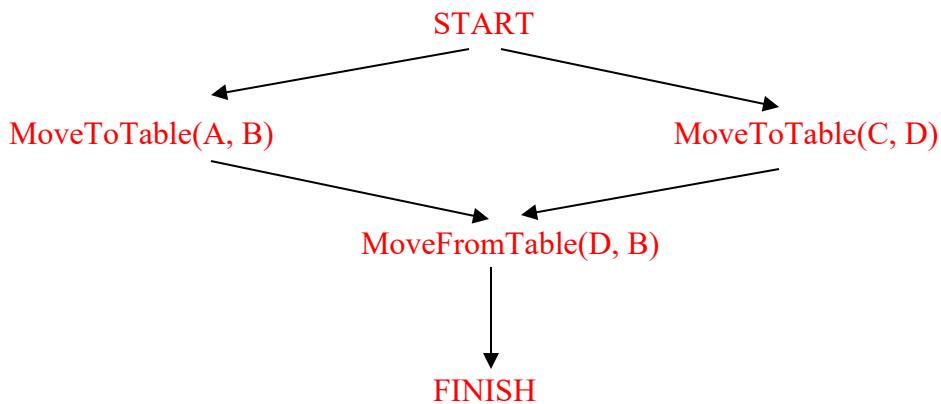 START
MoveToTable(A, B)
MoveToTable(C, D)
MoveFromTable(D, B)
FINISH